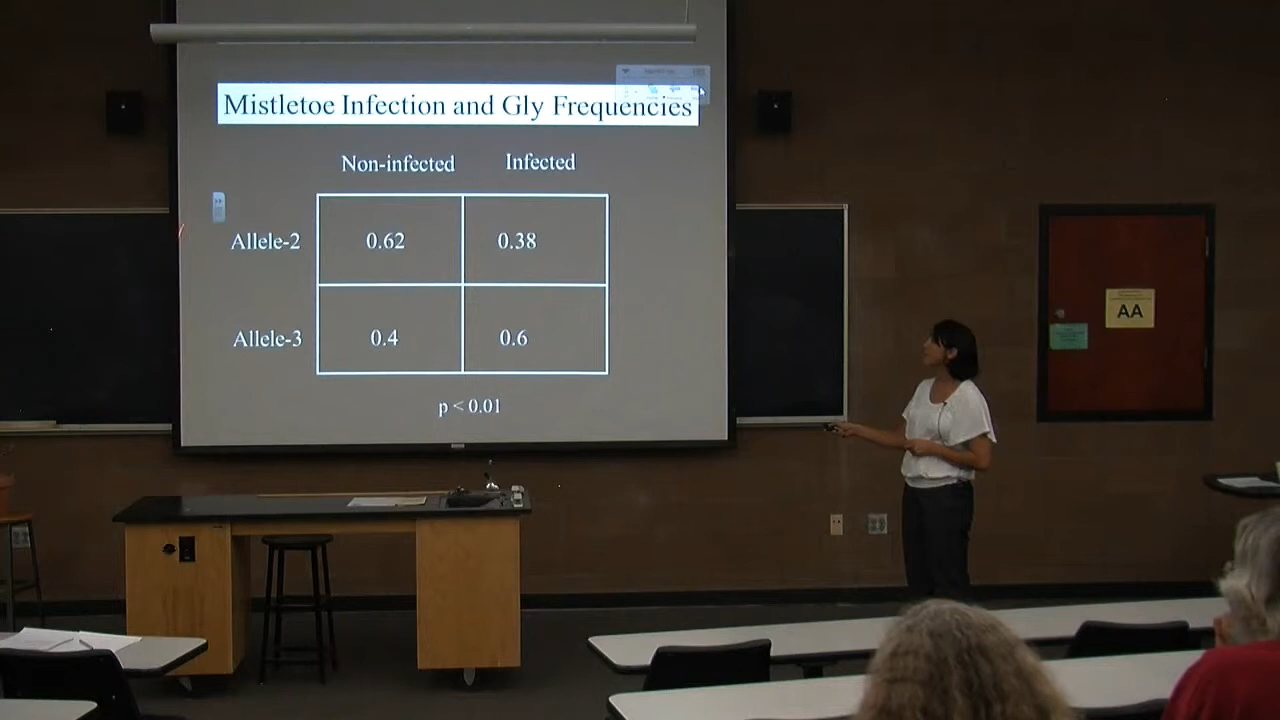 Mistletoe Infection and Gly Frequencies
Non-infected Infected
Allele-2 0.62 0.38
Allele-3 0.4 0.6
p < 0.01
AA